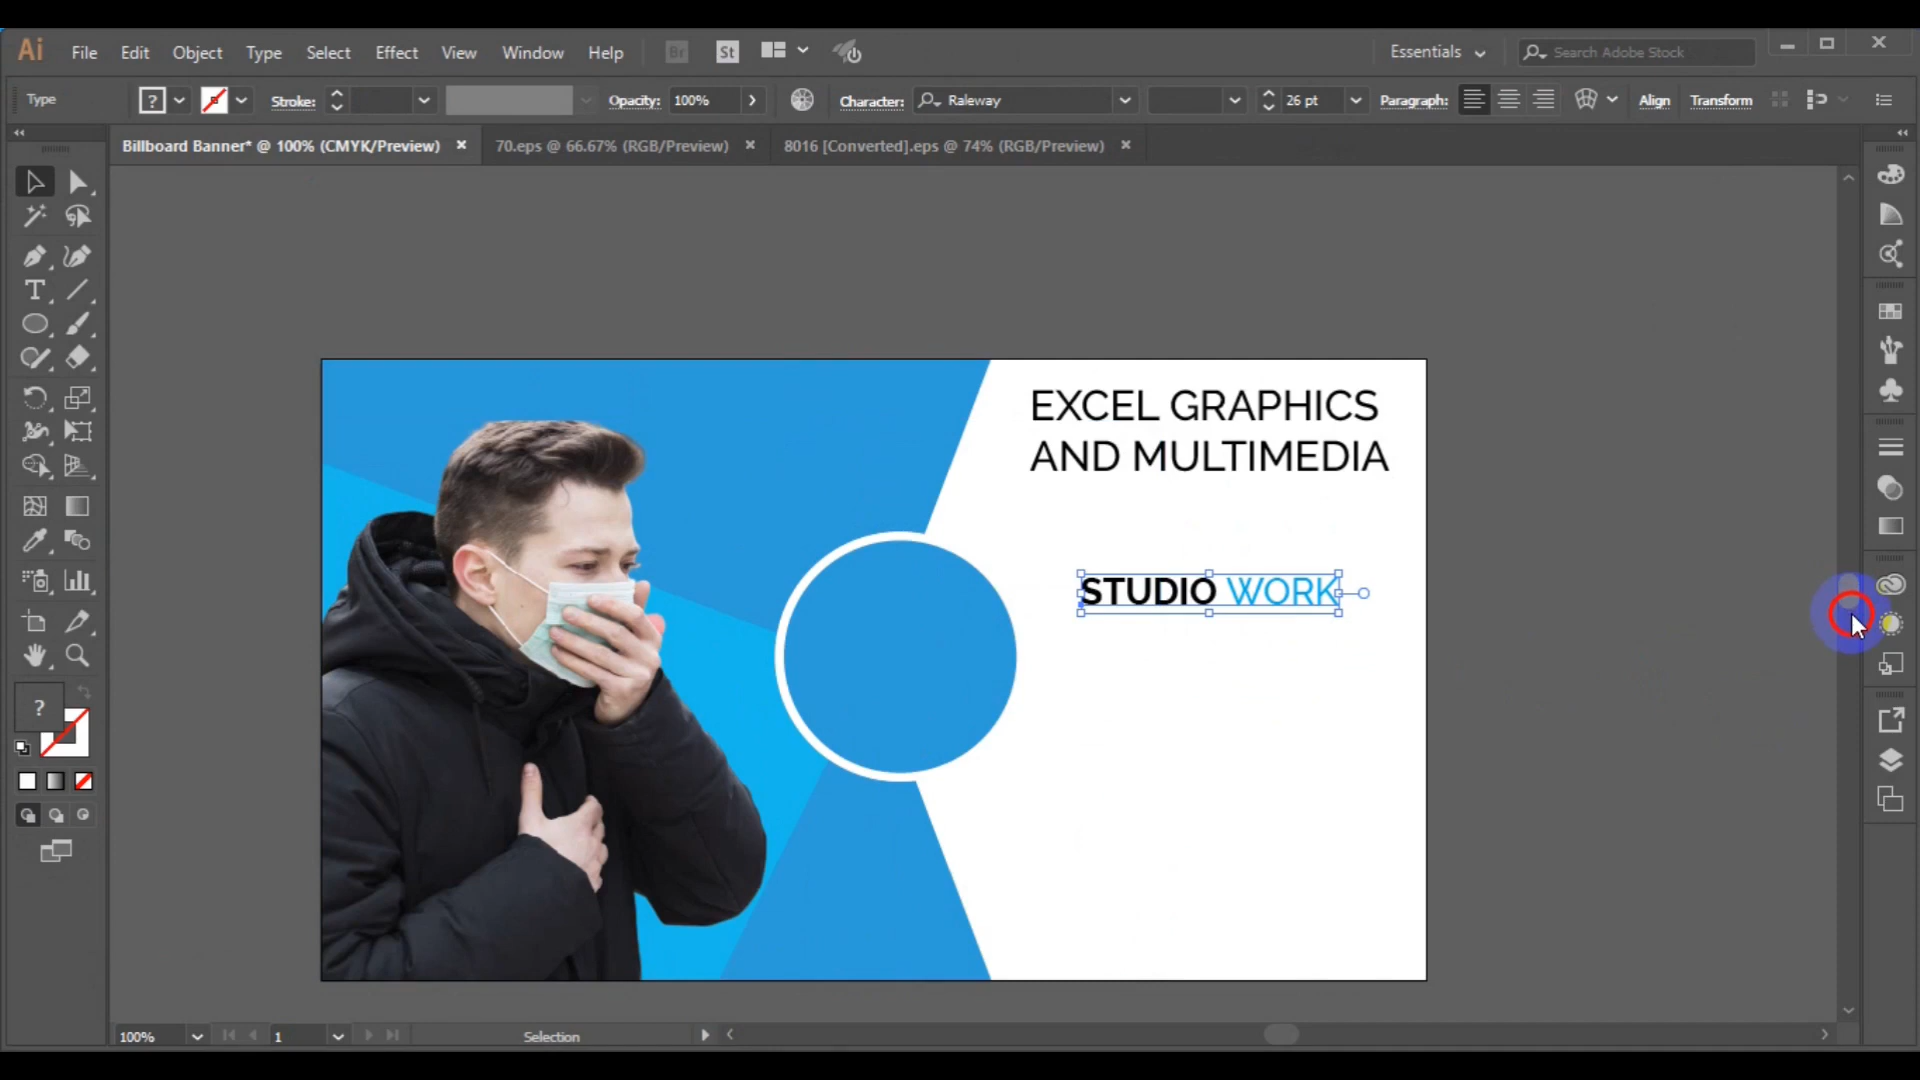 Ai File Edit Object Type Select Effect View Window Help Br St Essentials Search Adobe Stock
Type ? Stroke: Opacity: 100% Character: Raleway 26 pt Paragraph: Align Transform
Billboard Banner* @ 100% (CMYK/Preview) 70.eps @ 66.67% (RGB/Preview) 8016 [Converted].eps @ 74% (RGB/Preview)
EXCEL GRAPHICS
AND MULTIMEDIA
STUDIO WORK
?
100% 1 Selection